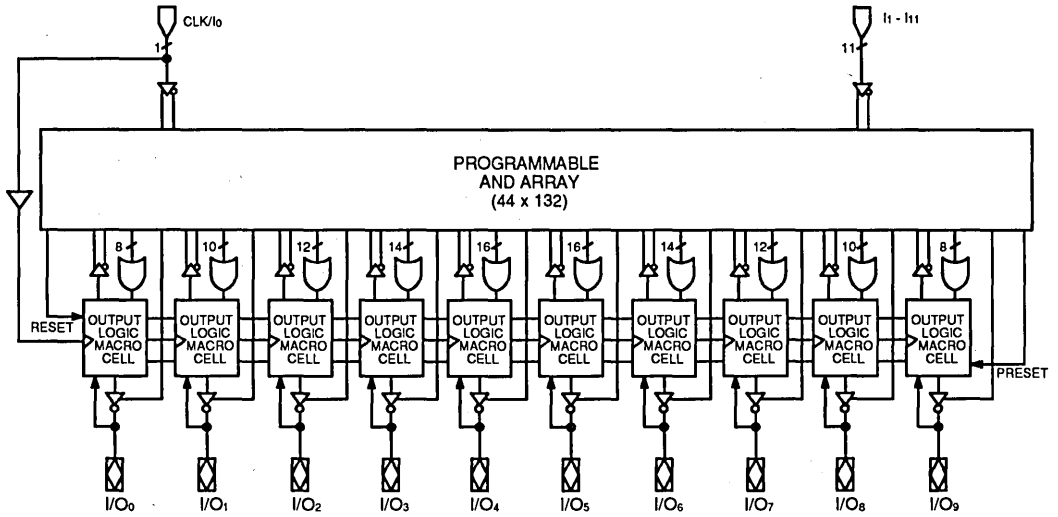 CLK/I0
I1 - I11
1
11
PROGRAMMABLE
AND ARRAY
(44 x 132)
8
10
12
14
16
16
14
12
10
8
RESET
OUTPUT
LOGIC
MACRO
CELL
OUTPUT
LOGIC
MACRO
CELL
OUTPUT
LOGIC
MACRO
CELL
OUTPUT
LOGIC
MACRO
CELL
OUTPUT
LOGIC
MACRO
CELL
OUTPUT
LOGIC
MACRO
CELL
OUTPUT
LOGIC
MACRO
CELL
OUTPUT
LOGIC
MACRO
CELL
OUTPUT
LOGIC
MACRO
CELL
OUTPUT
LOGIC
MACRO
CELL
PRESET
I/O0
I/O1
I/O2
I/O3
I/O4
I/O5
I/O6
I/O7
I/O8
I/O9